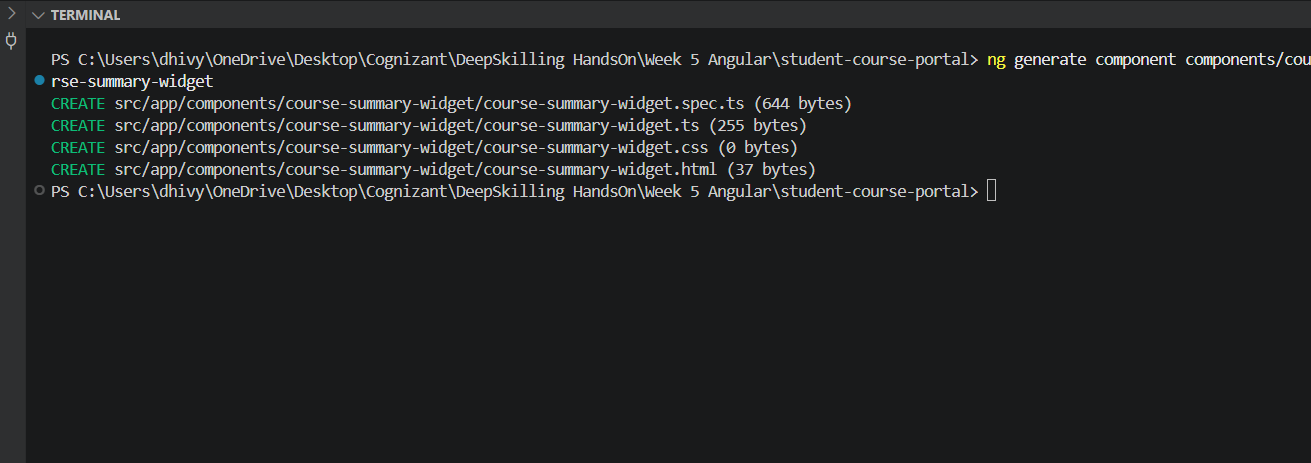 TERMINAL
PS C:\Users\dhivy\OneDrive\Desktop\Cognizant\DeepSkilling HandsOn\Week 5 Angular\student-course-portal> ng generate component components/cou
rse-summary-widget
CREATE src/app/components/course-summary-widget/course-summary-widget.spec.ts (644 bytes)
CREATE src/app/components/course-summary-widget/course-summary-widget.ts (255 bytes)
CREATE src/app/components/course-summary-widget/course-summary-widget.css (0 bytes)
CREATE src/app/components/course-summary-widget/course-summary-widget.html (37 bytes)
PS C:\Users\dhivy\OneDrive\Desktop\Cognizant\DeepSkilling HandsOn\Week 5 Angular\student-course-portal>